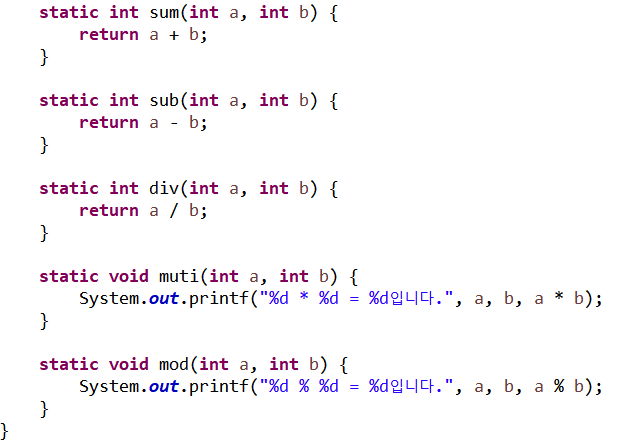 static int sum(int a, int b) {
    return a + b;
}
static int sub(int a, int b) {
    return a - b;
}
static int div(int a, int b) {
    return a / b;
}
static void muti(int a, int b) {
    System.out.printf("%d * %d = %d입니다.", a, b, a * b);
}
static void mod(int a, int b) {
    System.out.printf("%d % %d = %d입니다.", a, b, a % b);
}
}